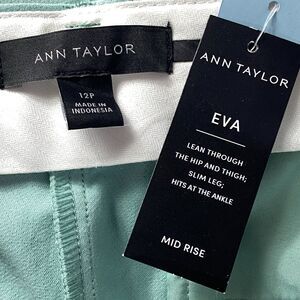 ANN TAYLOR
12P
MADE IN
INDONESIA
ANN TAYLOR
EVA
LEAN THROUGH
THE HIP AND THIGH;
SLIM LEG;
HITS AT THE ANKLE
MID RISE